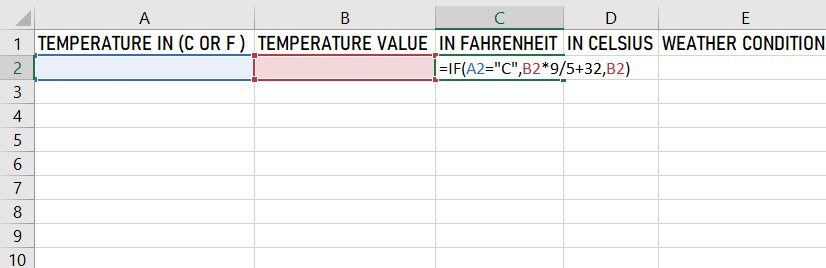 A B C D E
1 TEMPERATURE IN (C OR F ) TEMPERATURE VALUE IN FAHRENHEIT IN CELSIUS WEATHER CONDITION
2 =IF(A2="C",B2*9/5+32,B2)
3
4
5
6
7
8
9
10